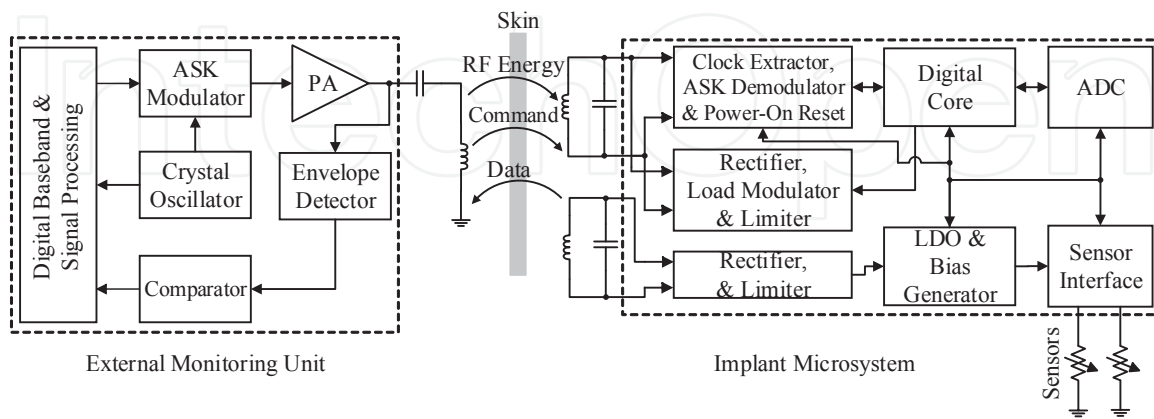 IntechOpen
Skin
Digital Baseband &
Signal Processing
ASK
Modulator
PA
Crystal
Oscillator
Envelope
Detector
Comparator
RF Energy
Command
Data
Clock Extractor,
ASK Demodulator
& Power-On Reset
Digital
Core
ADC
Rectifier,
Load Modulator
& Limiter
Rectifier,
& Limiter
LDO &
Bias
Generator
Sensor
Interface
Sensors
External Monitoring Unit
Implant Microsystem